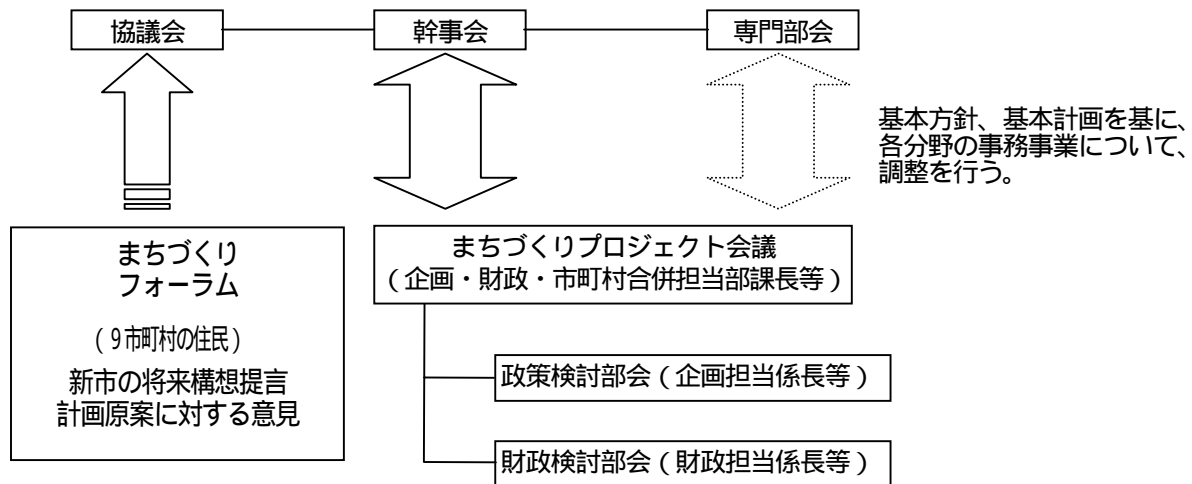 協議会
幹事会
専門部会
基本方針、基本計画を基に、
各分野の事務事業について、
調整を行う。
まちづくり
フォーラム
(9市町村の住民)
新市の将来構想提言
計画原案に対する意見
まちづくりプロジェクト会議
(企画・財政・市町村合併担当部課長等)
政策検討部会(企画担当係長等)
財政検討部会(財政担当係長等)